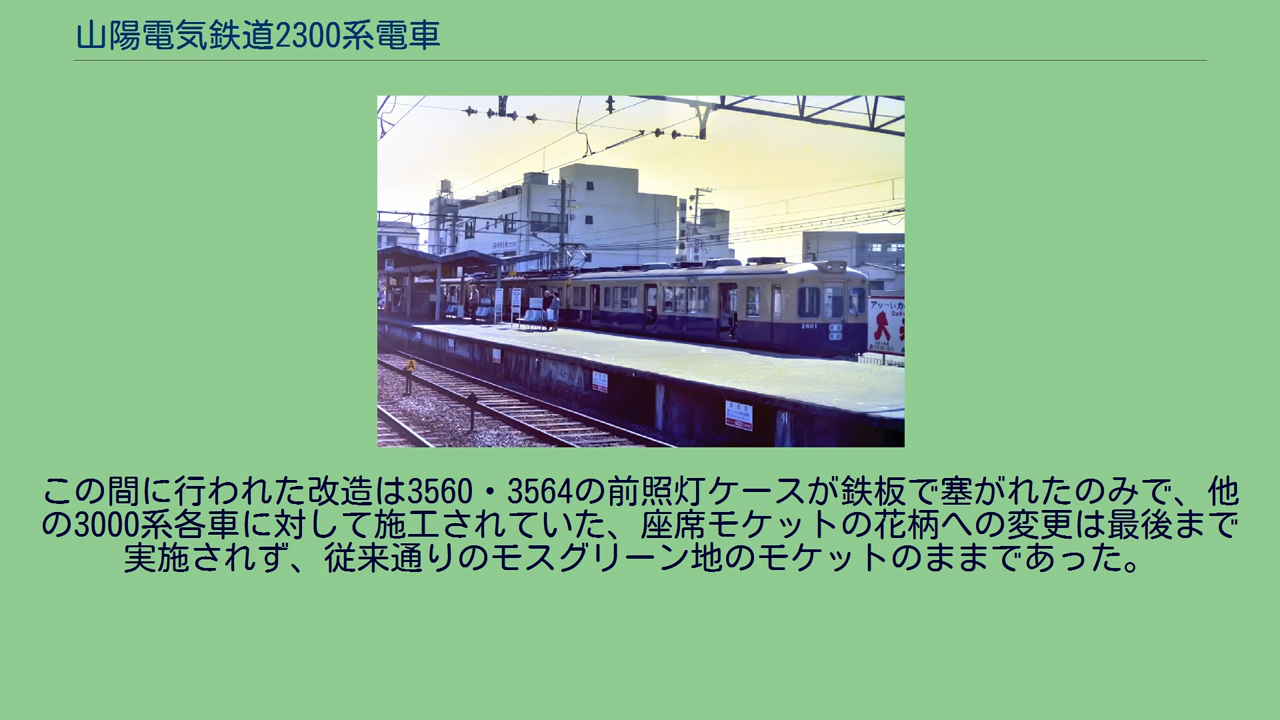 山陽電気鉄道2300系電車
2601
この間に行われた改造は3560・3564の前照灯ケースが鉄板で塞がれたのみで、他
の3000系各車に対して施工されていた、座席モケットの花柄への変更は最後まで
実施されず、従来通りのモスグリーン地のモケットのままであった。